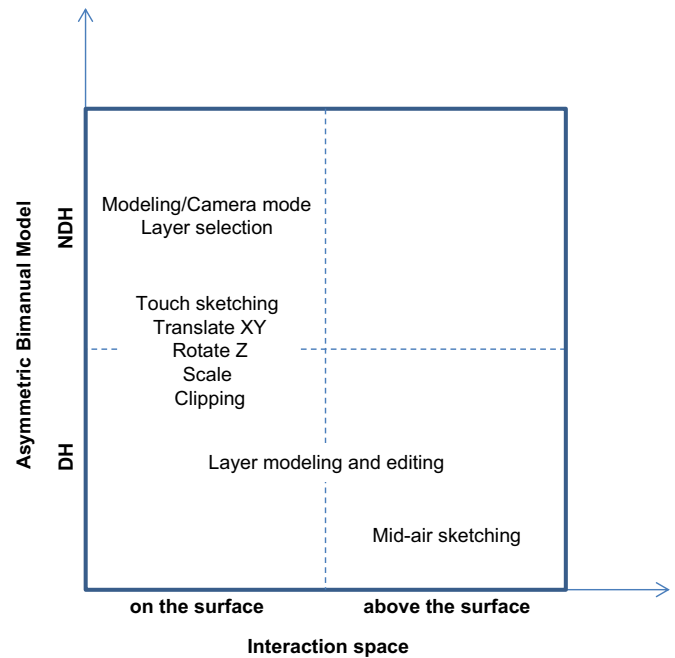 Asymmetric Bimanual Model
NDH
DH
Modeling/Camera mode
Layer selection
Touch sketching
Translate XY
Rotate Z
Scale
Clipping
Layer modeling and editing
Mid-air sketching
on the surface
above the surface
Interaction space